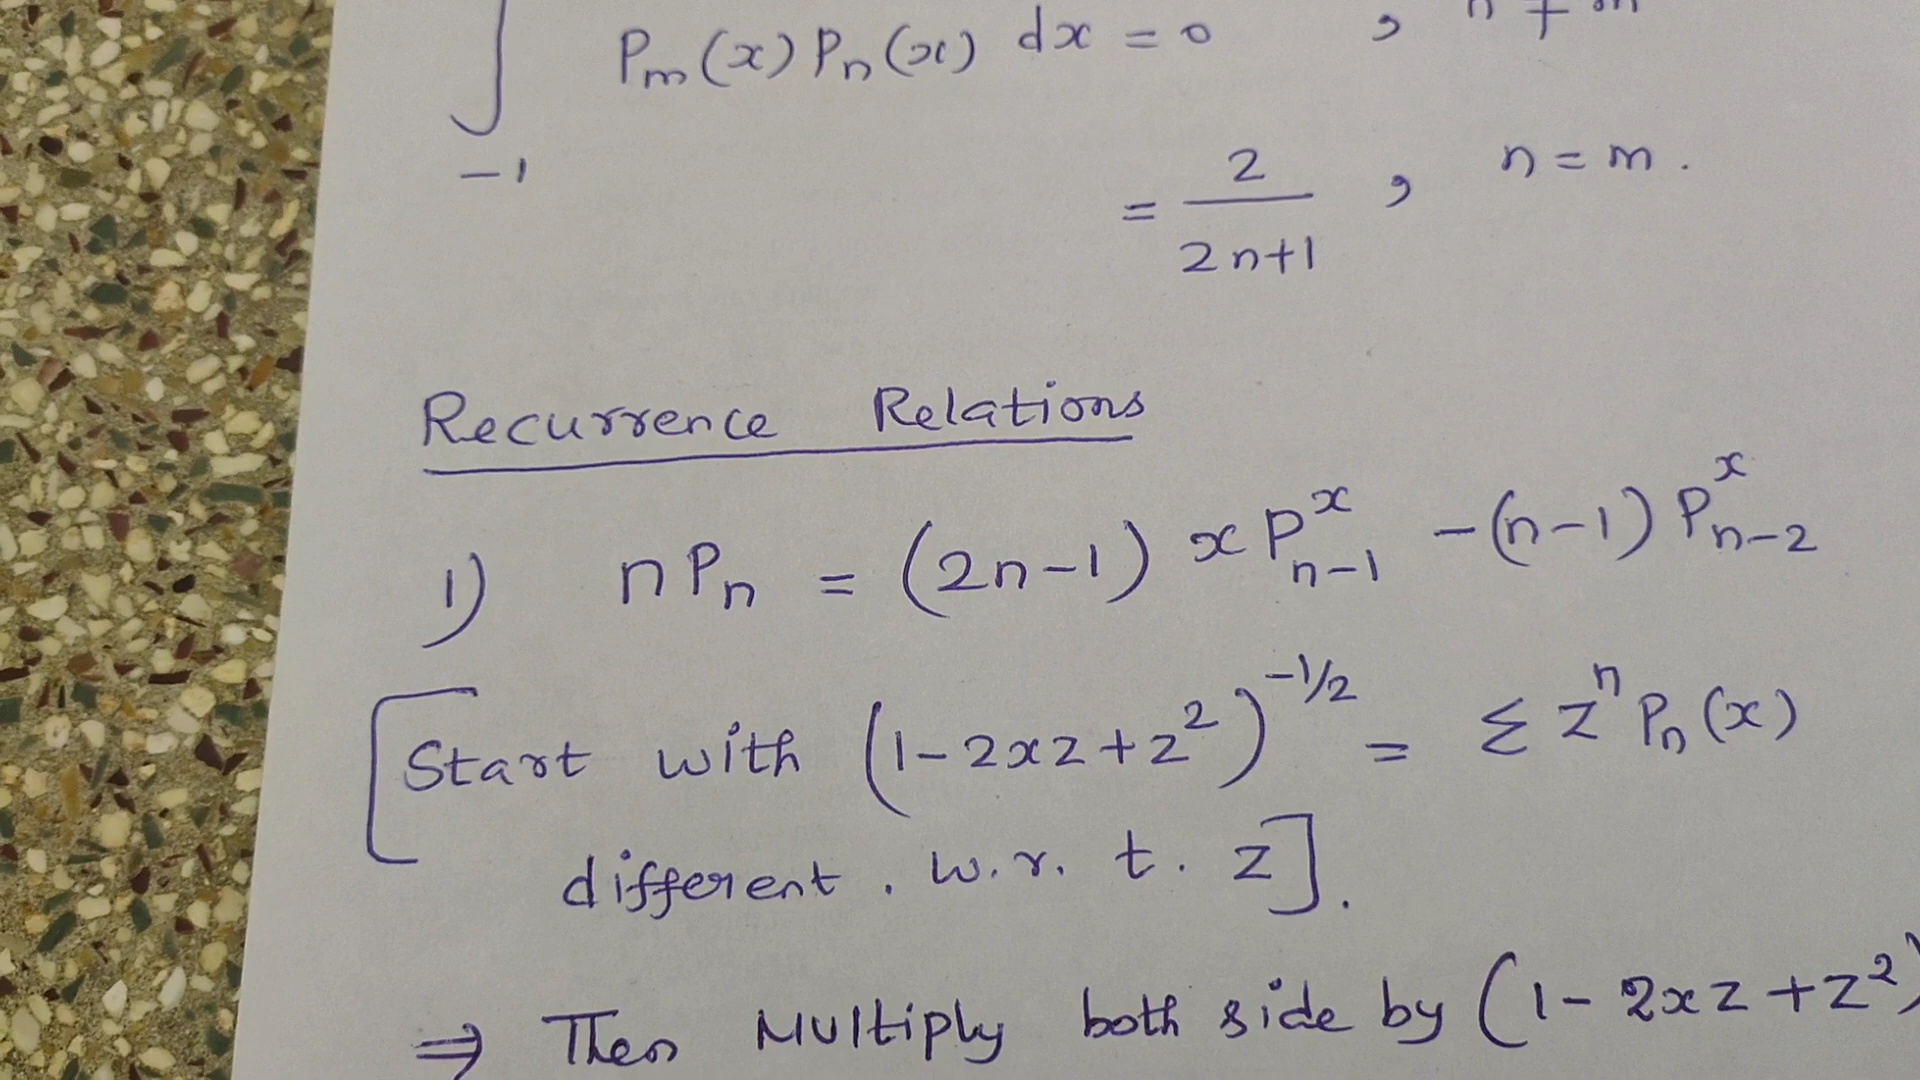 ∫ Pm(x) Pn(x) dx = 0 , n ≠ m
-1
= 2/(2n+1) , n = m.
Recurrence Relations
1) nPn = (2n-1) x P^x_{n-1} - (n-1) P^x_{n-2}
[Start with (1-2xz+z²)^{-1/2} = Σ z^n Pn(x)
different. w.r.t. z].
⇒ Then Multiply both side by (1-2xz+z²)